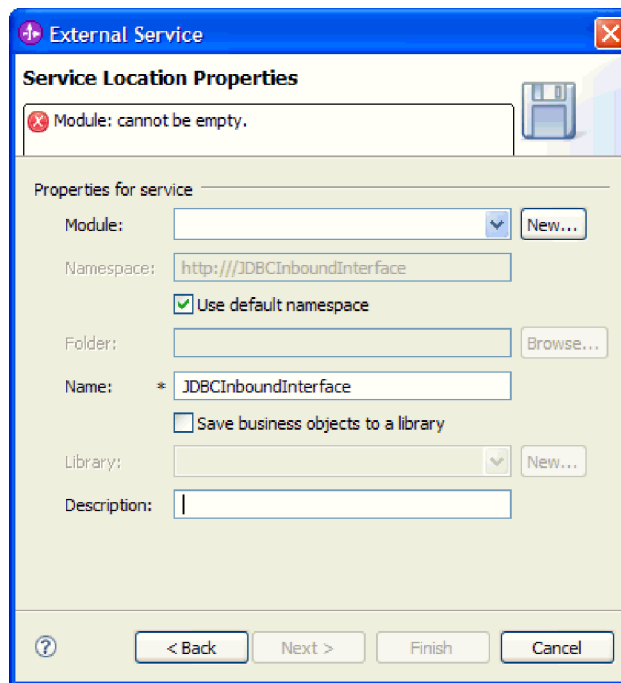 External Service
Service Location Properties
Module: cannot be empty.
Properties for service
Module: New...
Namespace: http:///JDBCInboundInterface
Use default namespace
Folder: Browse...
Name: * JDBCInboundInterface
Save business objects to a library
Library: New...
Description:
? < Back Next > Finish Cancel